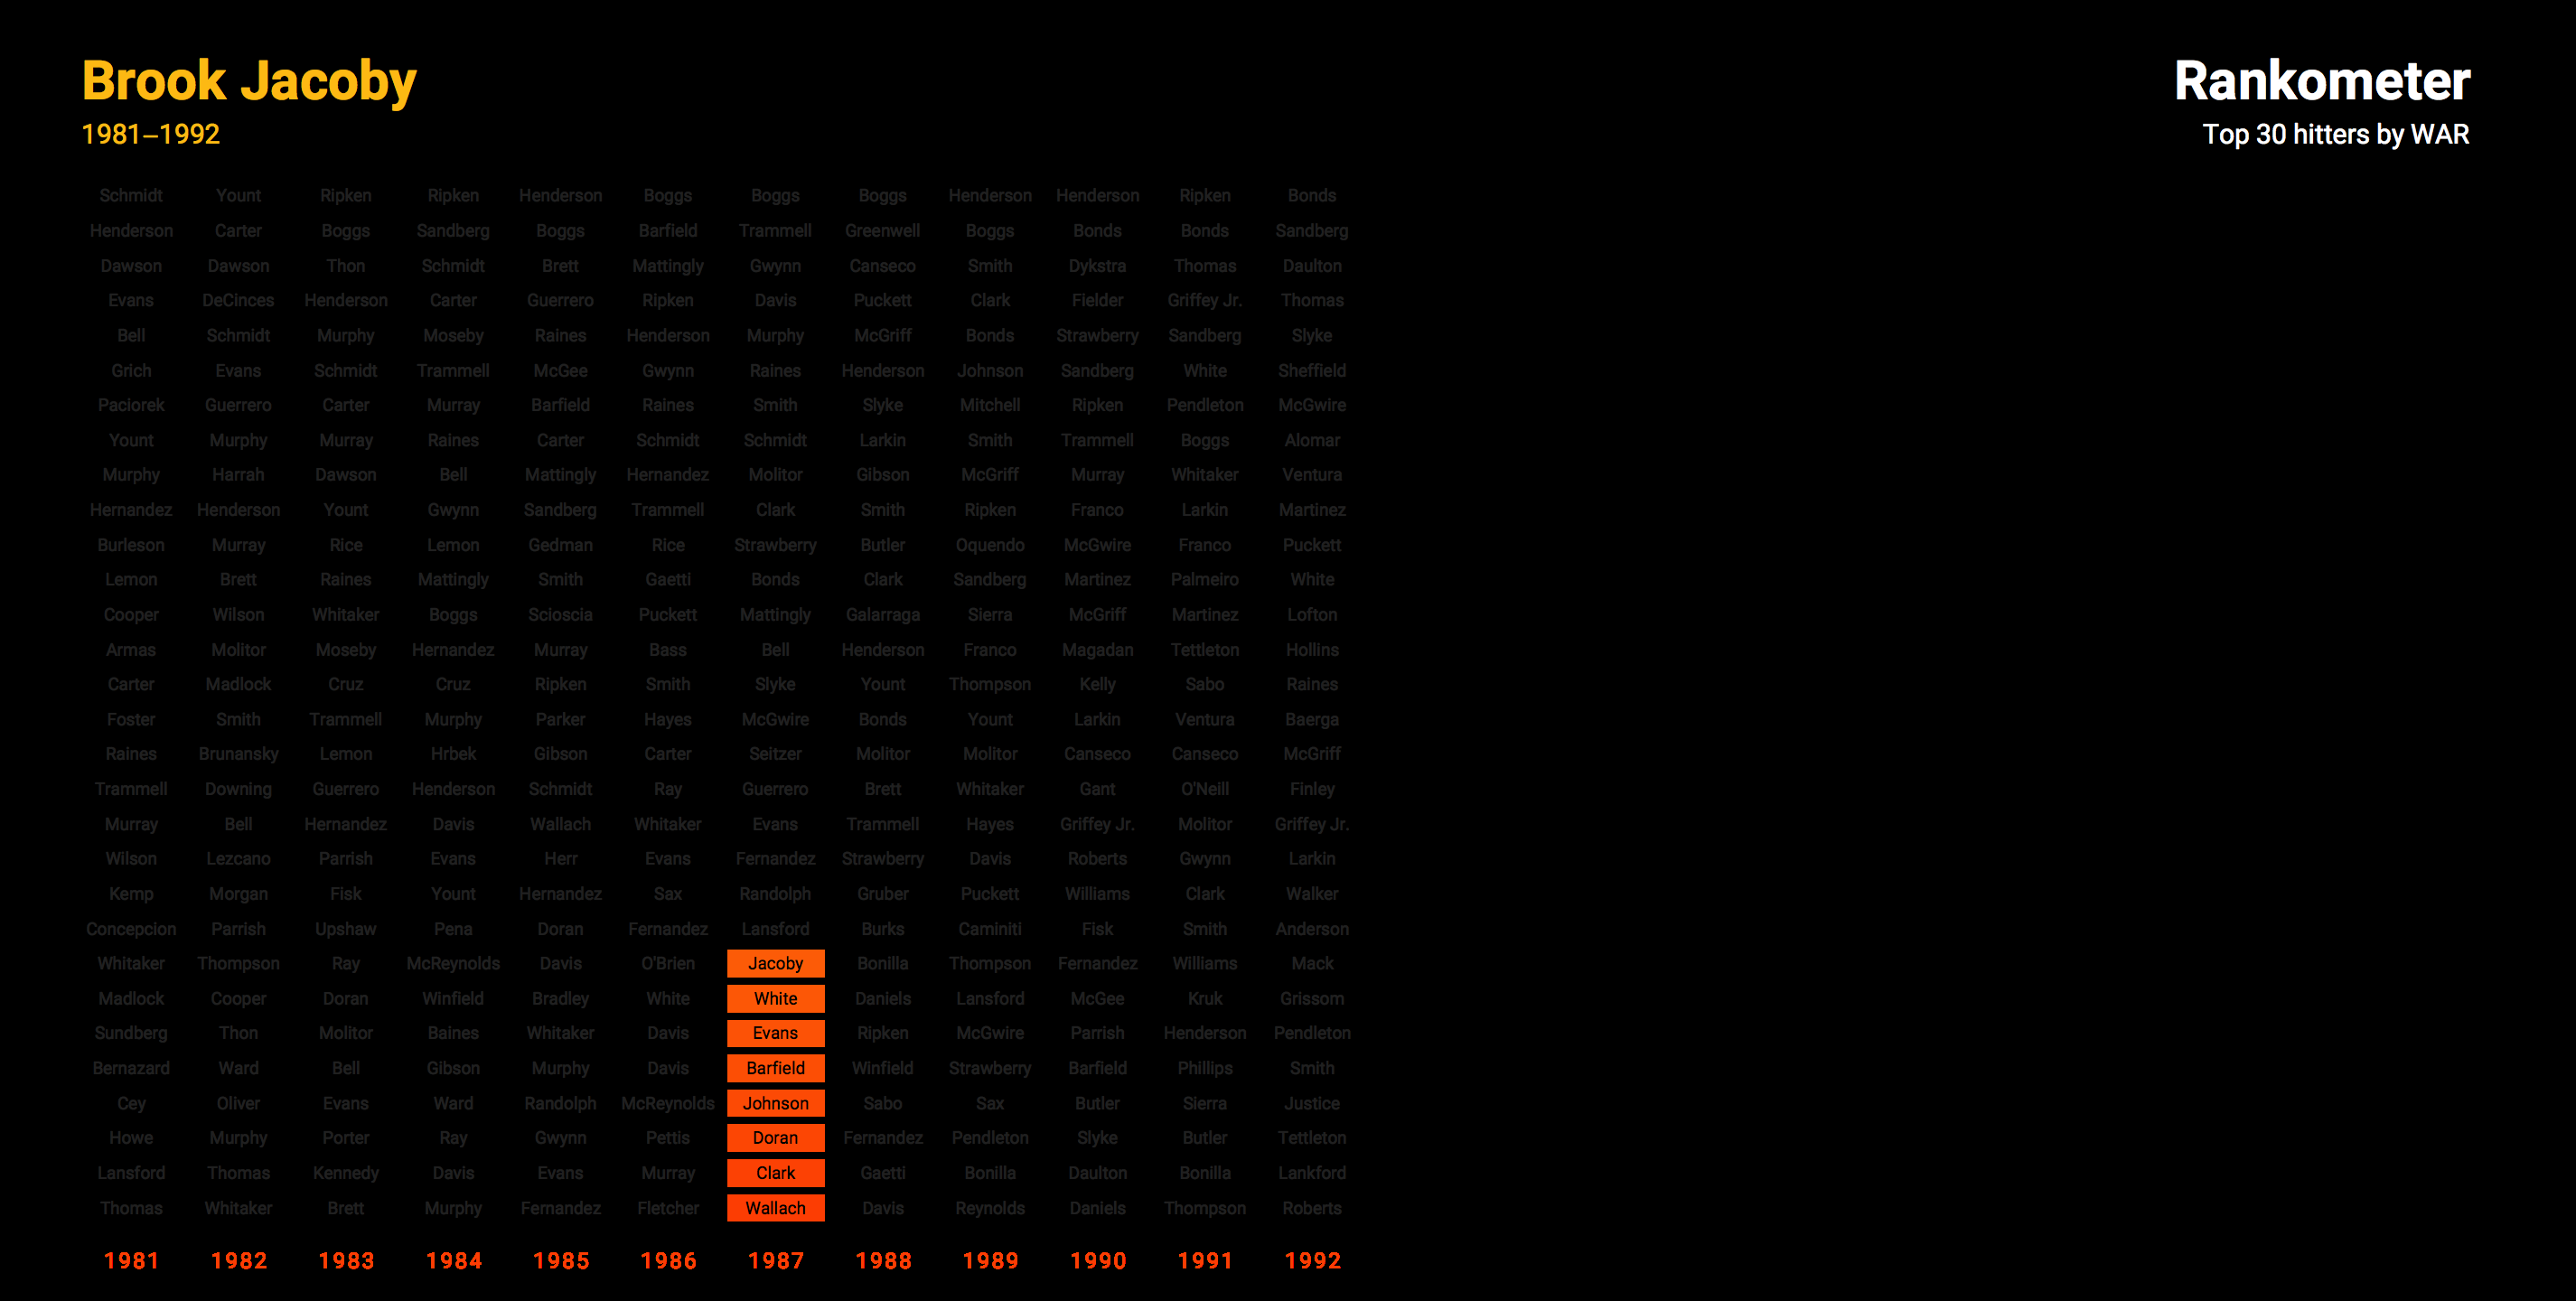 Brook Jacoby
1981–1992
Rankometer
Top 30 hitters by WAR
Schmidt Yount Ripken Ripken Henderson Boggs Boggs Boggs Henderson Henderson Ripken Bonds
Henderson Carter Boggs Sandberg Boggs Barfield Trammell Greenwell Boggs Bonds Bonds Sandberg
Dawson Dawson Thon Schmidt Brett Mattingly Gwynn Canseco Smith Dykstra Thomas Daulton
Evans DeCinces Henderson Carter Guerrero Ripken Davis Puckett Clark Fielder Griffey Jr. Thomas
Bell Schmidt Murphy Moseby Raines Henderson Murphy McGriff Bonds Strawberry Sandberg Slyke
Grich Evans Schmidt Trammell McGee Gwynn Raines Henderson Johnson Sandberg White Sheffield
Paciorek Guerrero Carter Murray Barfield Raines Smith Slyke Mitchell Ripken Pendleton McGwire
Yount Murphy Murray Raines Carter Schmidt Schmidt Larkin Smith Trammell Boggs Alomar
Murphy Harrah Dawson Bell Mattingly Hernandez Molitor Gibson McGriff Murray Whitaker Ventura
Hernandez Henderson Yount Gwynn Sandberg Trammell Clark Smith Ripken Franco Larkin Martinez
Burleson Murray Rice Lemon Gedman Rice Strawberry Butler Oquendo McGwire Franco Puckett
Lemon Brett Raines Mattingly Smith Gaetti Bonds Clark Sandberg Martinez Palmeiro White
Cooper Wilson Whitaker Boggs Scioscia Puckett Mattingly Galarraga Sierra McGriff Martinez Lofton
Armas Molitor Moseby Hernandez Murray Bass Bell Henderson Franco Magadan Tettleton Hollins
Carter Madlock Cruz Cruz Ripken Smith Slyke Yount Thompson Kelly Sabo Raines
Foster Smith Trammell Murphy Parker Hayes McGwire Bonds Yount Larkin Ventura Baerga
Raines Brunansky Lemon Hrbek Gibson Carter Seitzer Molitor Molitor Canseco Canseco McGriff
Trammell Downing Guerrero Henderson Schmidt Ray Guerrero Brett Whitaker Gant O'Neill Finley
Murray Bell Hernandez Davis Wallach Whitaker Evans Trammell Hayes Griffey Jr. Molitor Griffey Jr.
Wilson Lezcano Parrish Evans Herr Evans Fernandez Strawberry Davis Roberts Gwynn Larkin
Kemp Morgan Fisk Yount Hernandez Sax Randolph Gruber Puckett Williams Clark Walker
Concepcion Parrish Upshaw Pena Doran Fernandez Lansford Burks Caminiti Fisk Smith Anderson
Whitaker Thompson Ray McReynolds Davis O'Brien Jacoby Bonilla Thompson Fernandez Williams Mack
Madlock Cooper Doran Winfield Bradley White White Daniels Lansford McGee Kruk Grissom
Sundberg Thon Molitor Baines Whitaker Davis Evans Ripken McGwire Parrish Henderson Pendleton
Bernazard Ward Bell Gibson Murphy Davis Barfield Winfield Strawberry Barfield Phillips Smith
Cey Oliver Evans Ward Randolph McReynolds Johnson Sabo Sax Butler Sierra Justice
Howe Murphy Porter Ray Gwynn Pettis Doran Fernandez Pendleton Slyke Butler Tettleton
Lansford Thomas Kennedy Davis Evans Murray Clark Gaetti Bonilla Daulton Bonilla Lankford
Thomas Whitaker Brett Murphy Fernandez Fletcher Wallach Davis Reynolds Daniels Thompson Roberts
1981 1982 1983 1984 1985 1986 1987 1988 1989 1990 1991 1992